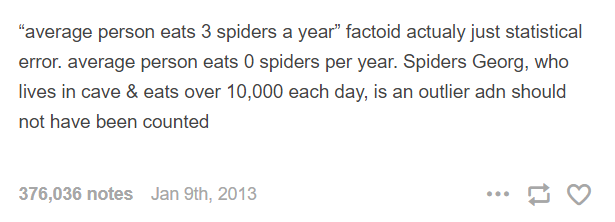 “average person eats 3 spiders a year” factoid actualy just statistical
error. average person eats 0 spiders per year. Spiders Georg, who
lives in cave & eats over 10,000 each day, is an outlier adn should
not have been counted
376,036 notes Jan 9th, 2013